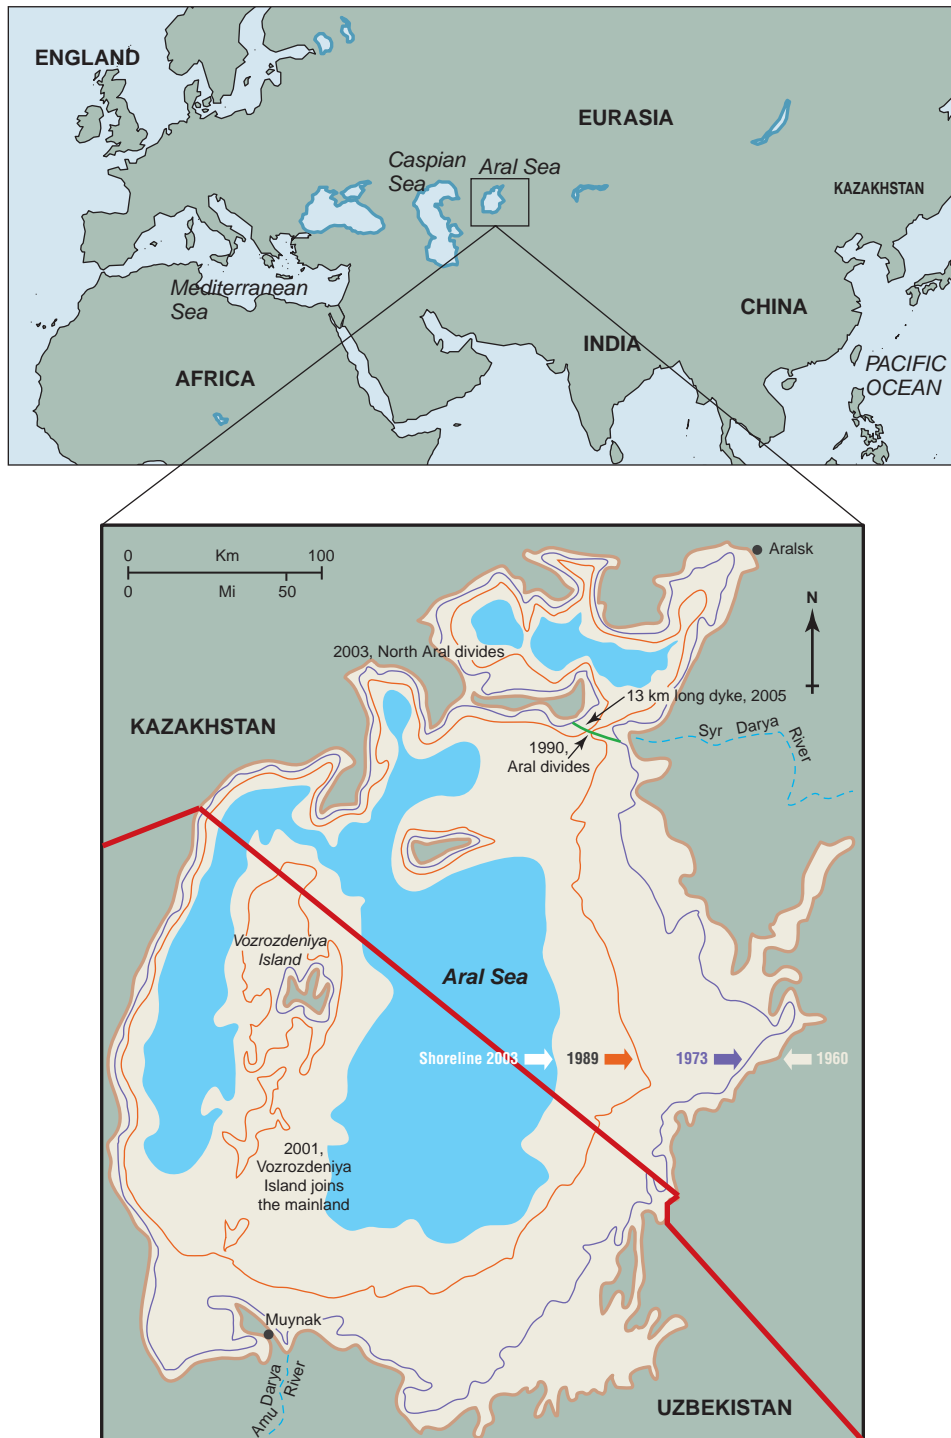 ENGLAND
EURASIA
Caspian
Sea
Aral Sea
KAZAKHSTAN
Mediterranean
Sea
CHINA
INDIA
AFRICA
PACIFIC
OCEAN
0 Km 100
0 Mi 50
Aralsk
N
2003, North Aral divides
13 km long dyke, 2005
KAZAKHSTAN
Syr Darya River
1990,
Aral divides
Vozrozdeniya
Island
Aral Sea
Shoreline 2003 1989 1973 1960
2001,
Vozrozdeniya
Island joins
the mainland
Muynak
Amu Darya
River
UZBEKISTAN